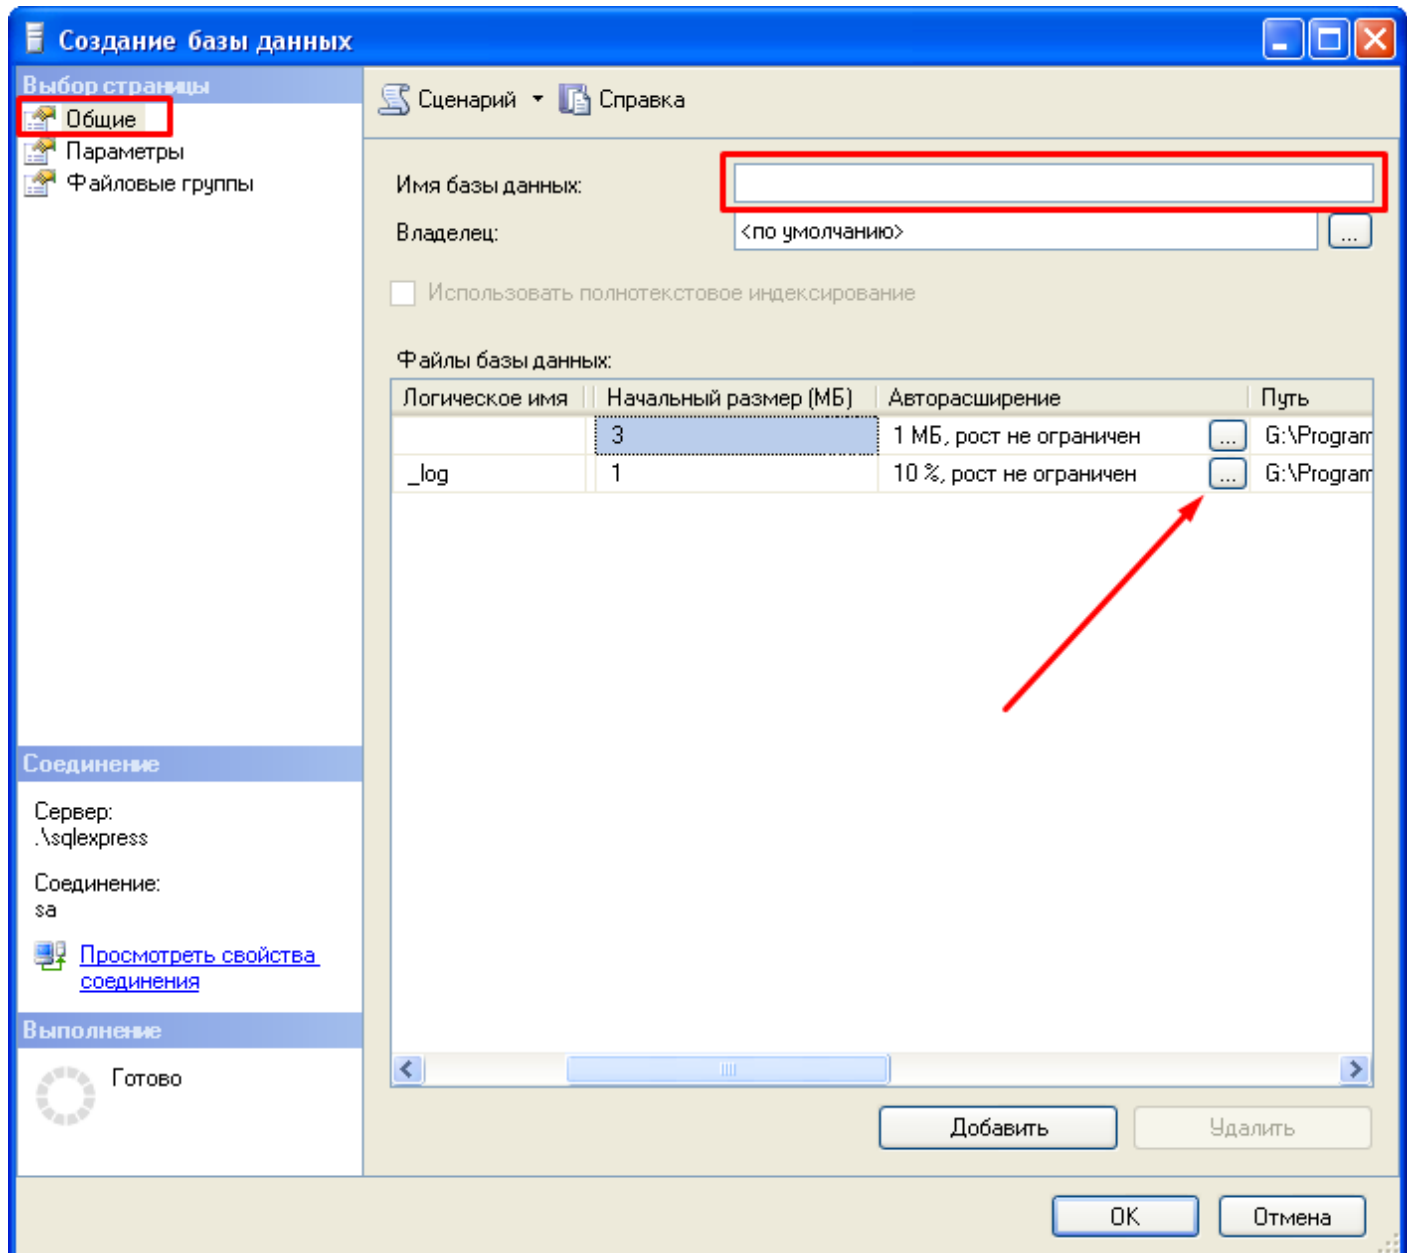 Создание базы данных
Выбор страницы
Общие
Параметры
Файловые группы
Сценарий
Справка
Имя базы данных:
Владелец:
<по умолчанию>
...
Использовать полнотекстовое индексирование
Файлы базы данных:
Логическое имя
Начальный размер (МБ)
Авторасширение
Путь
3
1 МБ, рост не ограничен
...
G:\Program
_log
1
10 %, рост не ограничен
...
G:\Program
Соединение
Сервер:
.\sqlexpress
Соединение:
sa
Просмотреть свойства
соединения
Выполнение
Готово
Добавить
Удалить
OK
Отмена